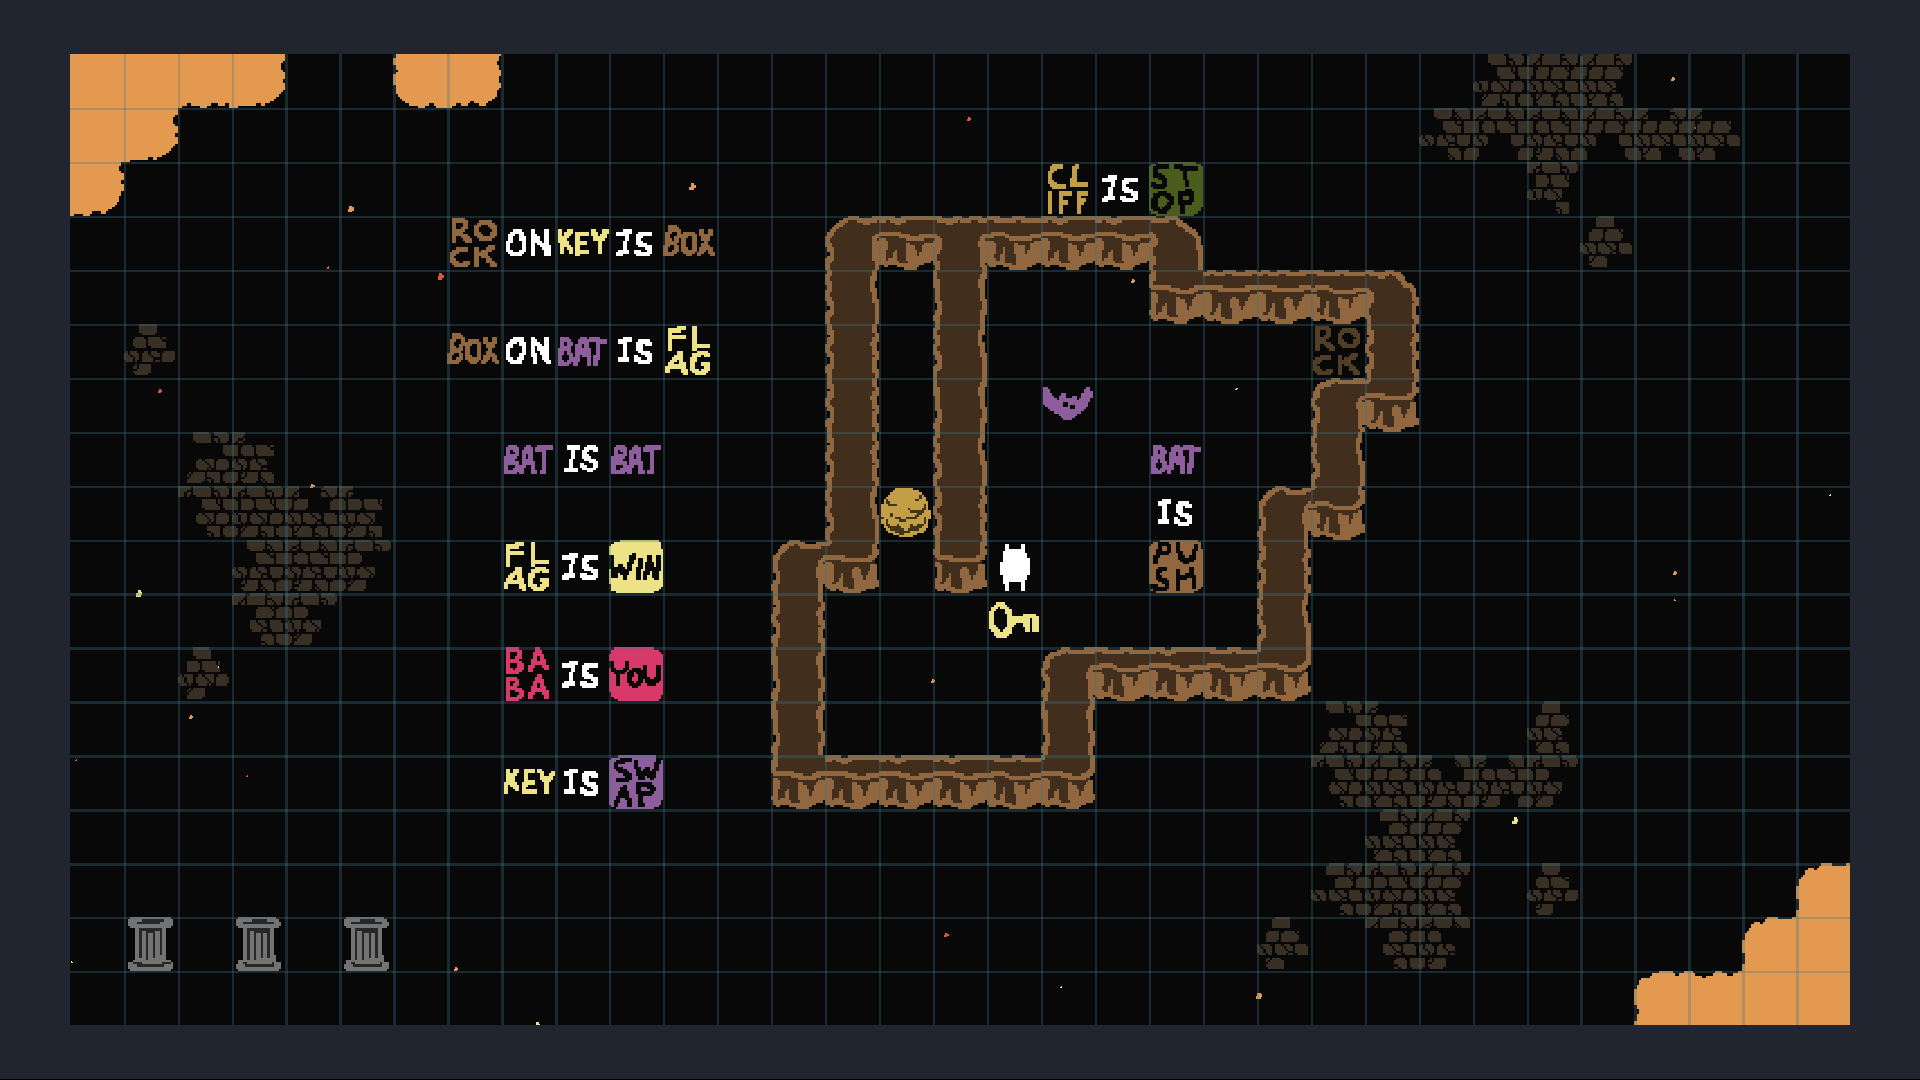 CLIFF IS STOP
ROCK ON KEY IS BOX
BOX ON BAT IS FLAG
ROCK
BAT IS BAT
BAT
IS
PUSH
FLAG IS WIN
BABA IS YOU
KEY IS SWAP